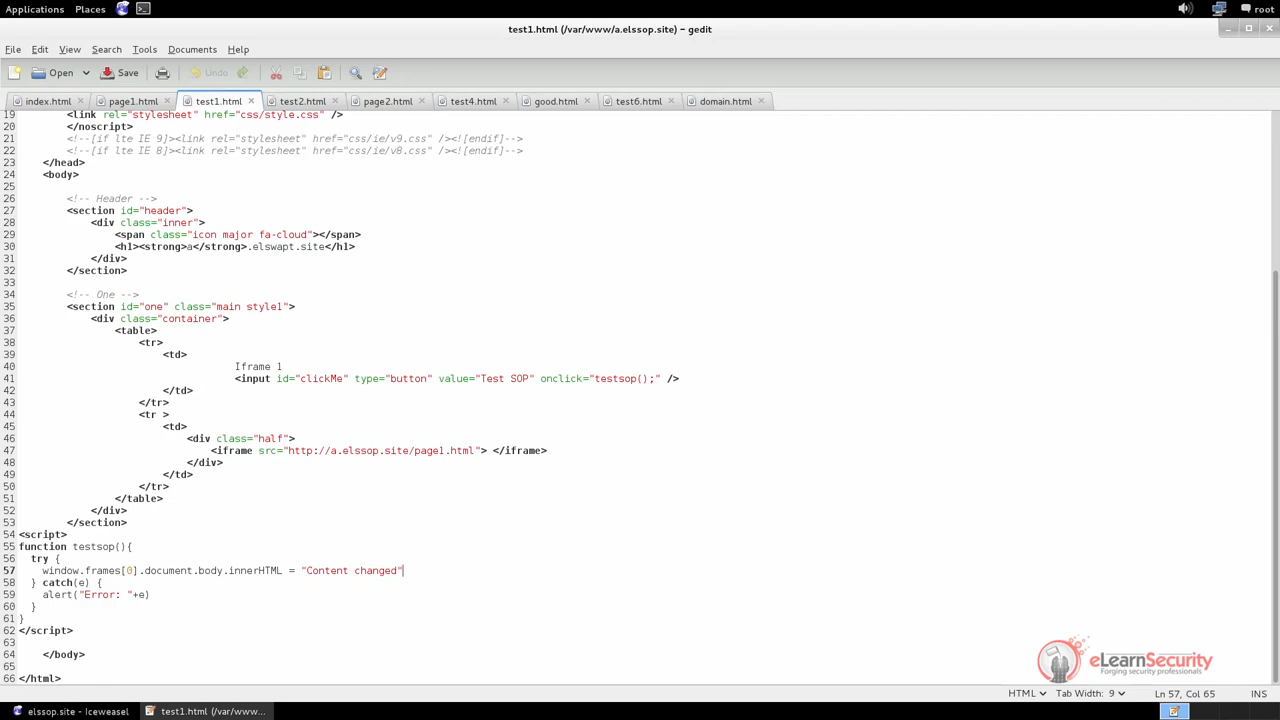 Applications Places root
test1.html (/var/www/a.elssop.site) – gedit
File Edit View Search Tools Documents Help
Open Save Undo
index.html page1.html test1.html test2.html page2.html test4.html good.html test6.html domain.html
19 <link rel="stylesheet" href="css/style.css" />
20 </noscript>
21 <!--[if lte IE 9]><link rel="stylesheet" href="css/ie/v9.css" /><![endif]-->
22 <!--[if lte IE 8]><link rel="stylesheet" href="css/ie/v8.css" /><![endif]-->
23 </head>
24 <body>
25
26 <!-- Header -->
27 <section id="header">
28 <div class="inner">
29 <span class="icon major fa-cloud"></span>
30 <h1><strong>a</strong>.elswapt.site</h1>
31 </div>
32 </section>
33
34 <!-- One -->
35 <section id="one" class="main style1">
36 <div class="container">
37 <table>
38 <tr>
39 <td>
40 Iframe 1
41 <input id="clickMe" type="button" value="Test SOP" onclick="testsop();" />
42 </td>
43 </tr>
44 <tr >
45 <td>
46 <div class="half">
47 <iframe src="http://a.elssop.site/page1.html"> </iframe>
48 </div>
49 </td>
50 </tr>
51 </table>
52 </div>
53 </section>
54 <script>
55 function testsop(){
56 try {
57 window.frames[0].document.body.innerHTML = "Content changed"
58 } catch(e) {
59 alert("Error: "+e)
60 }
61 }
62 </script>
63
64 </body>
65
66 </html>
eLearnSecurity
Forging security professionals
HTML Tab Width: 9 Ln 57, Col 65 INS
elssop.site - Iceweasel test1.html (/var/www/...